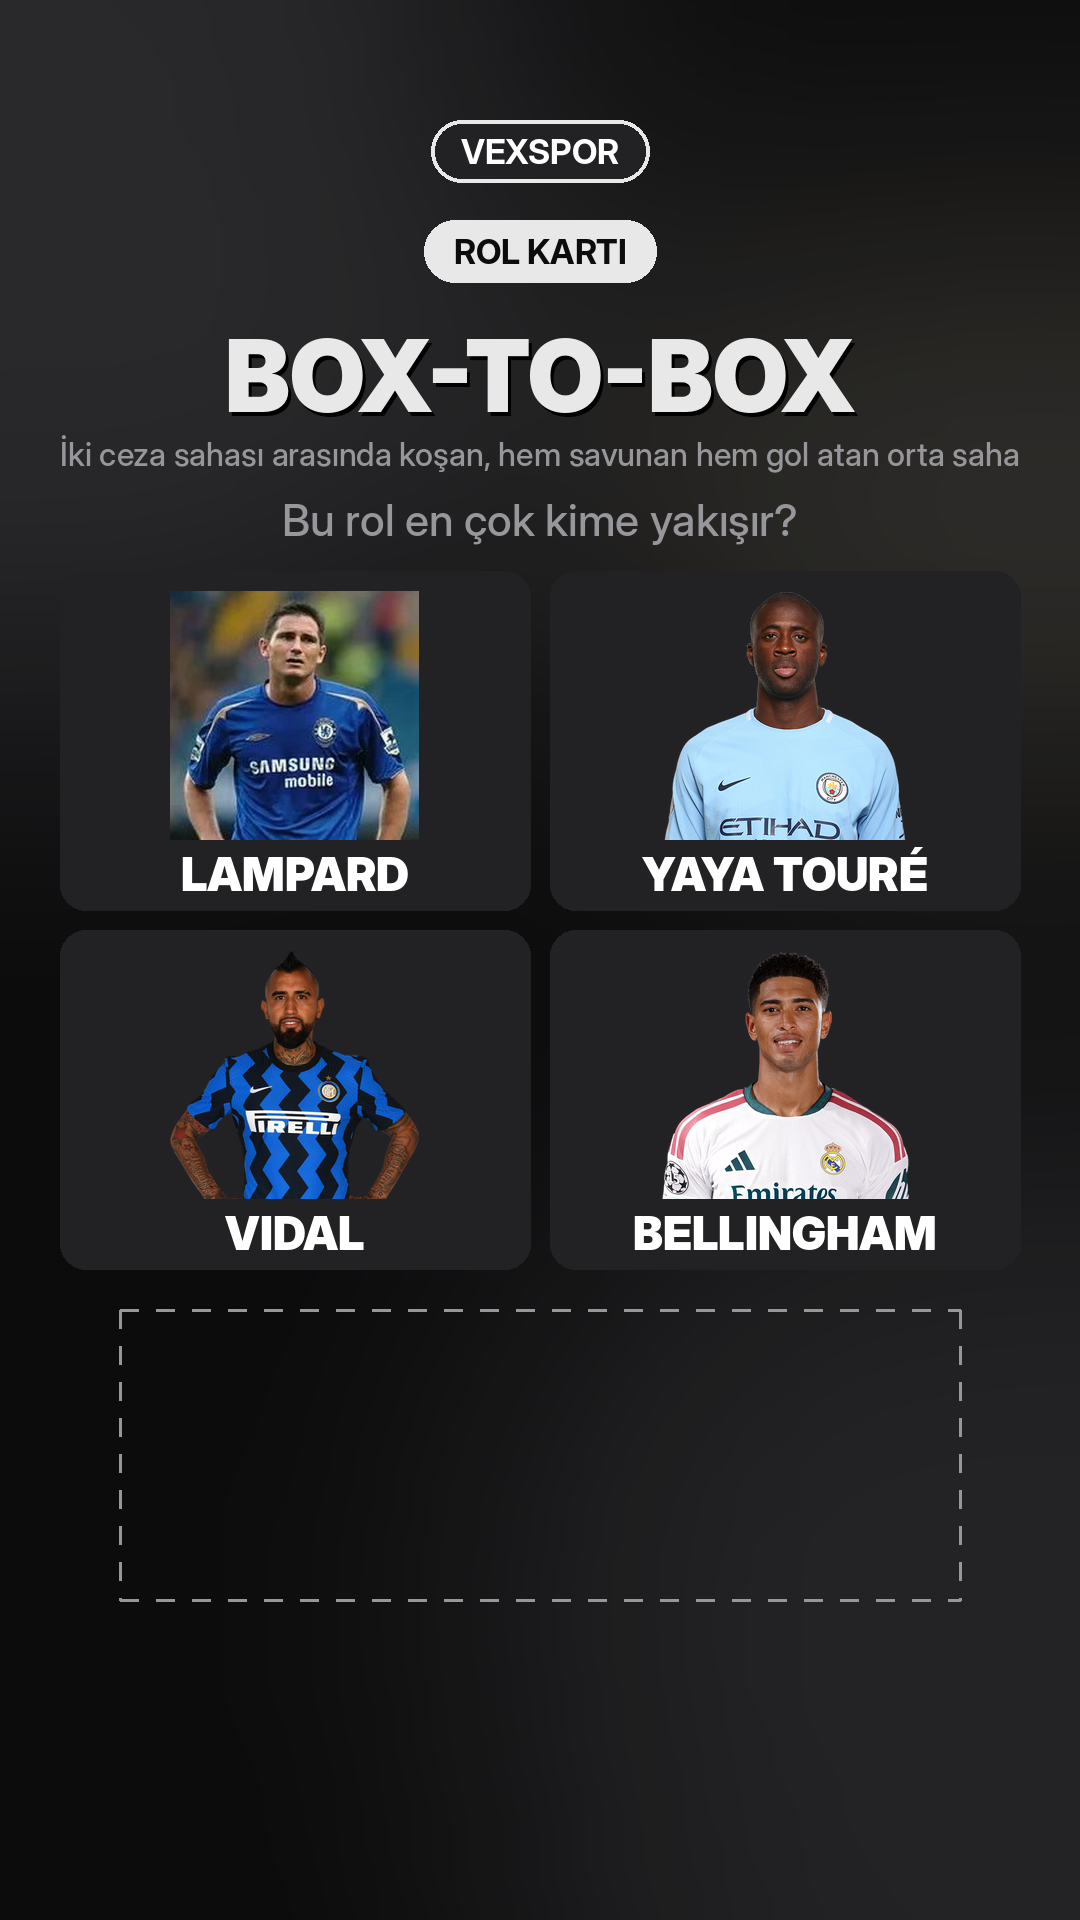 VEXSPOR
ROL KARTI
BOX-TO-BOX
İki ceza sahası arasında koşan, hem savunan hem gol atan orta saha
Bu rol en çok kime yakışır?
SAMSUNG
mobile
ETIHAD
LAMPARD
YAYA TOURÉ
PIRELLI
Emirates
VIDAL
BELLINGHAM